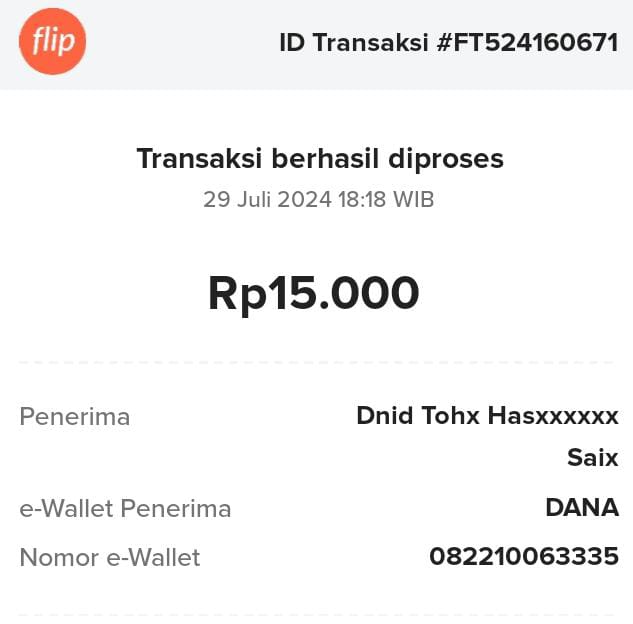 flip
ID Transaksi #FT524160671
Transaksi berhasil diproses
29 Juli 2024 18:18 WIB
Rp15.000
Penerima
Dnid Tohx Hasxxxxxx
Saix
e-Wallet Penerima
DANA
Nomor e-Wallet
082210063335